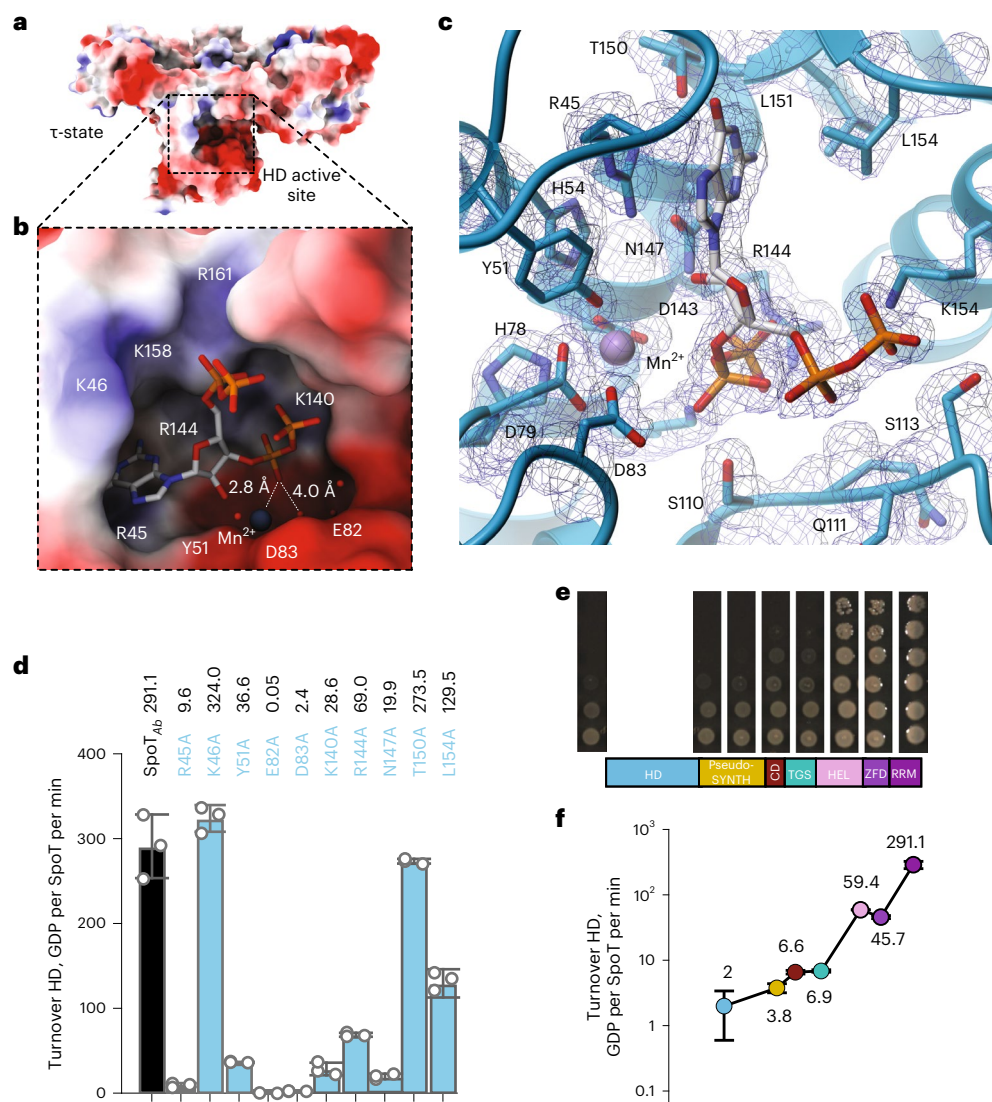 a
τ-state
HD active
site
b
R161
K158
K46
K140
R144
2.8 Å
4.0 Å
R45
Y51
Mn2+
D83
E82
c
T150
R45
L151
L154
H54
N147
R144
Y51
K154
D143
H78
Mn2+
S113
D79
D83
S110
Q111
d
SpoTAb 291.1
R45A 9.6
K46A 324.0
Y51A 36.6
E82A 0.05
D83A 2.4
K140A 28.6
R144A 69.0
N147A 19.9
T150A 273.5
L154A 129.5
Turnover HD, GDP per SpoT per min
400
300
200
100
0
e
HD
Pseudo-
SYNTH
CD
TGS
HEL
ZFD
RRM
f
Turnover HD,
GDP per SpoT per min
10³
10²
10
1
0.1
2
3.8
6.6
6.9
59.4
45.7
291.1